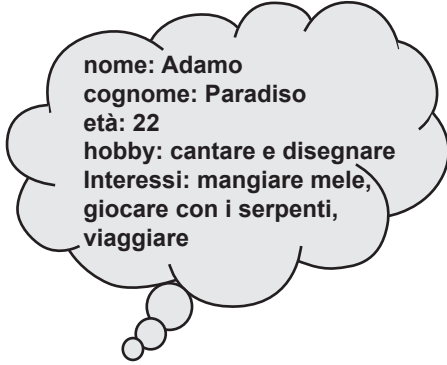 nome: Adamo
cognome: Paradiso
età: 22
hobby: cantare e disegnare
Interessi: mangiare mele,
giocare con i serpenti,
viaggiare